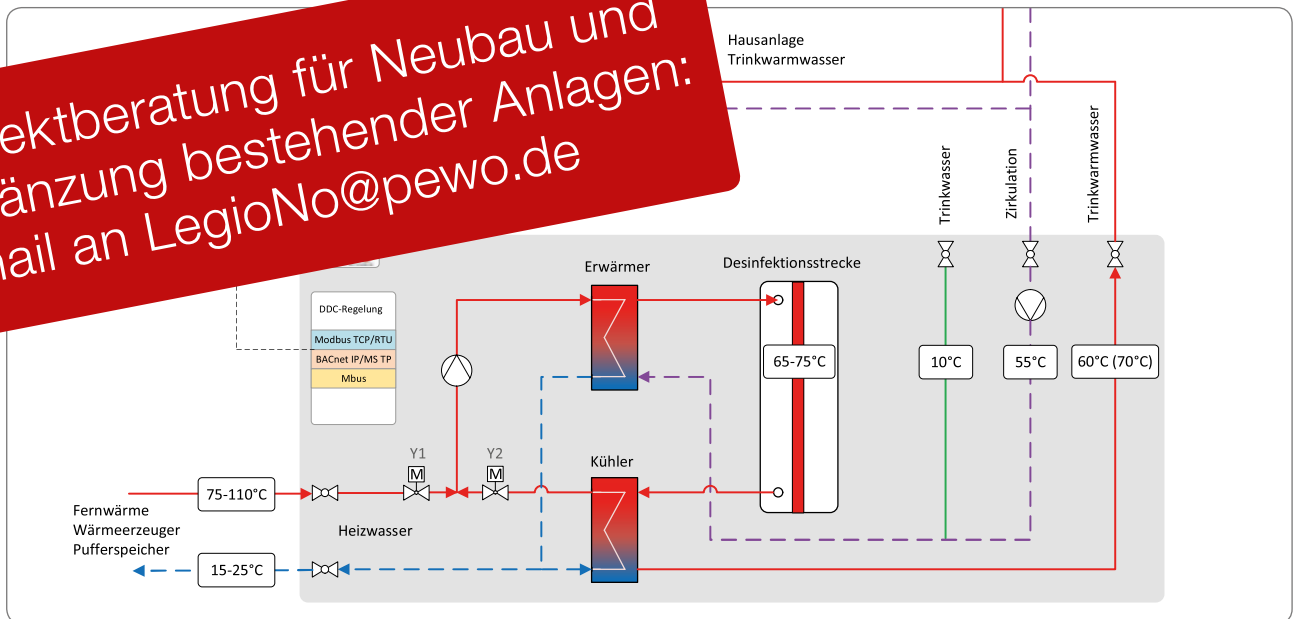 ektberatung für Neubau und
änzung bestehender Anlagen:
ail an LegioNo@pewo.de
Hausanlage
Trinkwarmwasser
Trinkwasser
Zirkulation
Trinkwarmwasser
Erwärmer
Desinfektionsstrecke
DDC-Regelung
Modbus TCP/RTU
BACnet IP/MS TP
Mbus
65-75°C
10°C
55°C
60°C (70°C)
Y1
Y2
M
M
Kühler
75-110°C
Fernwärme
Wärmeerzeuger
Pufferspeicher
Heizwasser
15-25°C